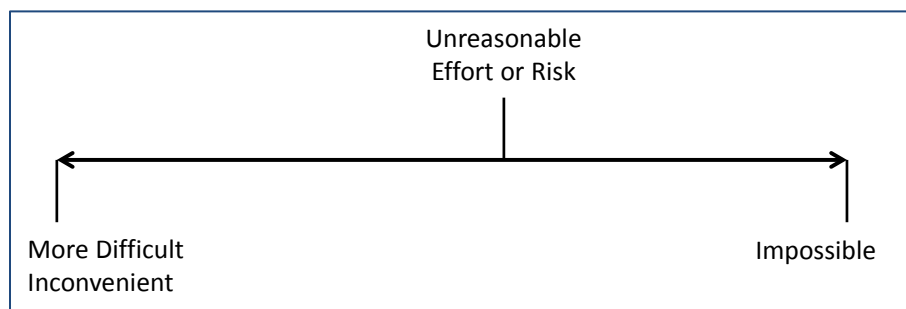 Unreasonable
Effort or Risk
More Difficult
Inconvenient
Impossible